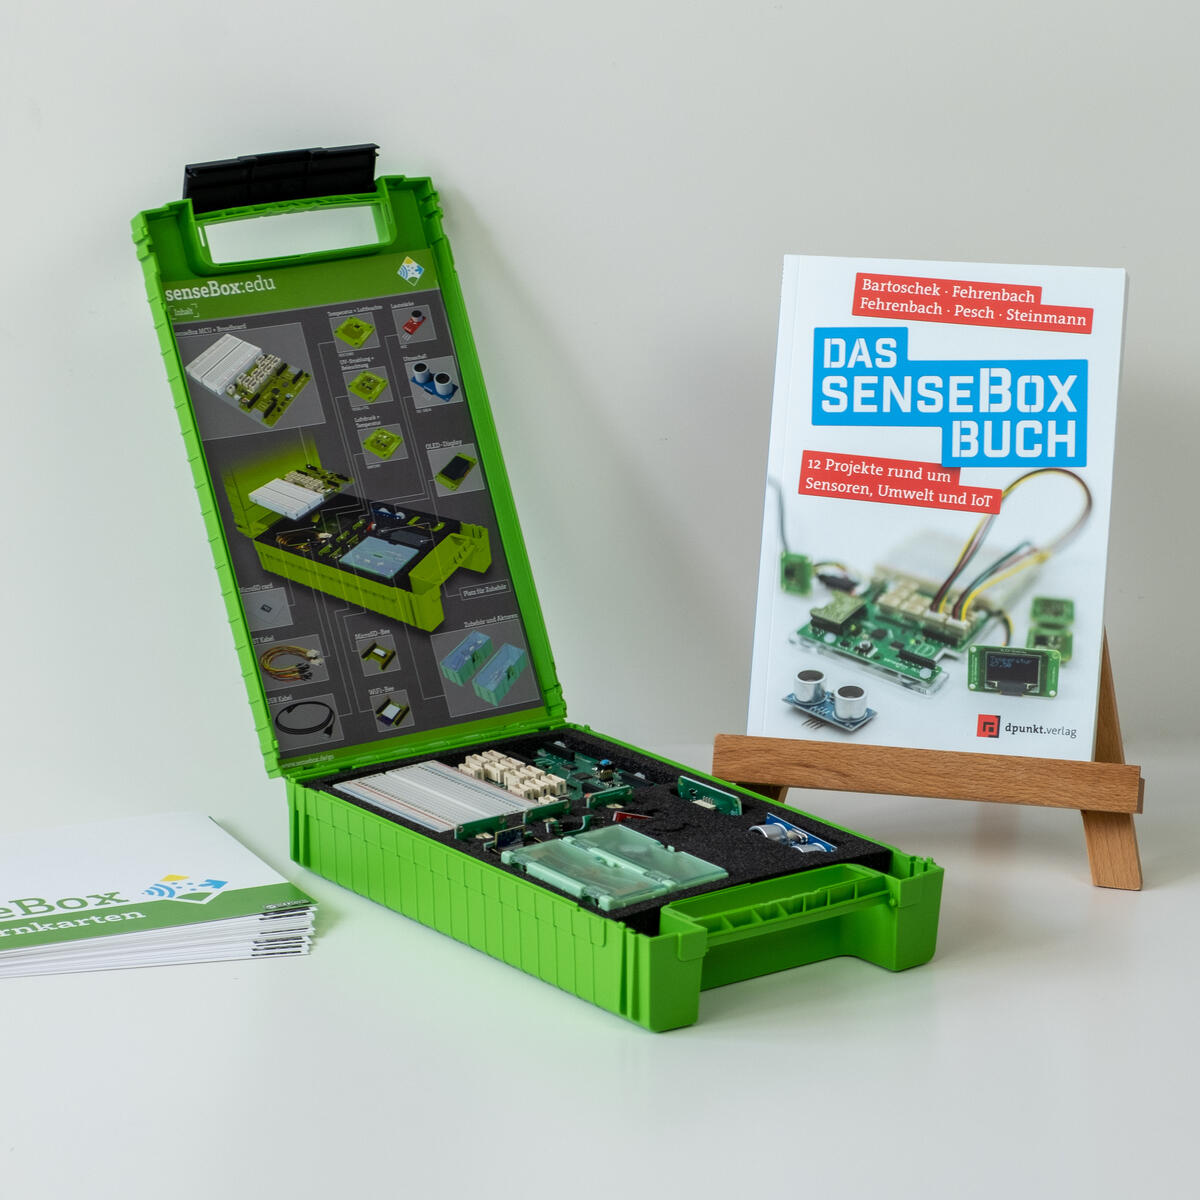 senseBox:edu
Inhalt
senseBox MCU + Breadboard
Temperatur + Luftfeuchte
Lautstärke
UV-Strahlung +
Beleuchtung
Ultraschall
Luftdruck +
Temperatur
OLED-Display
MicroSD card
Platz für Zubehör
MicroSD-Bee
Zubehör und Aktoren
Kabel
WiFi-Bee
USB Kabel
Bartoschek · Fehrenbach
Fehrenbach · Pesch · Steinmann
DAS
SENSEBOX
BUCH
12 Projekte rund um
Sensoren, Umwelt und IoT
Temperatur
dpunkt.verlag
seBox
rnkarten